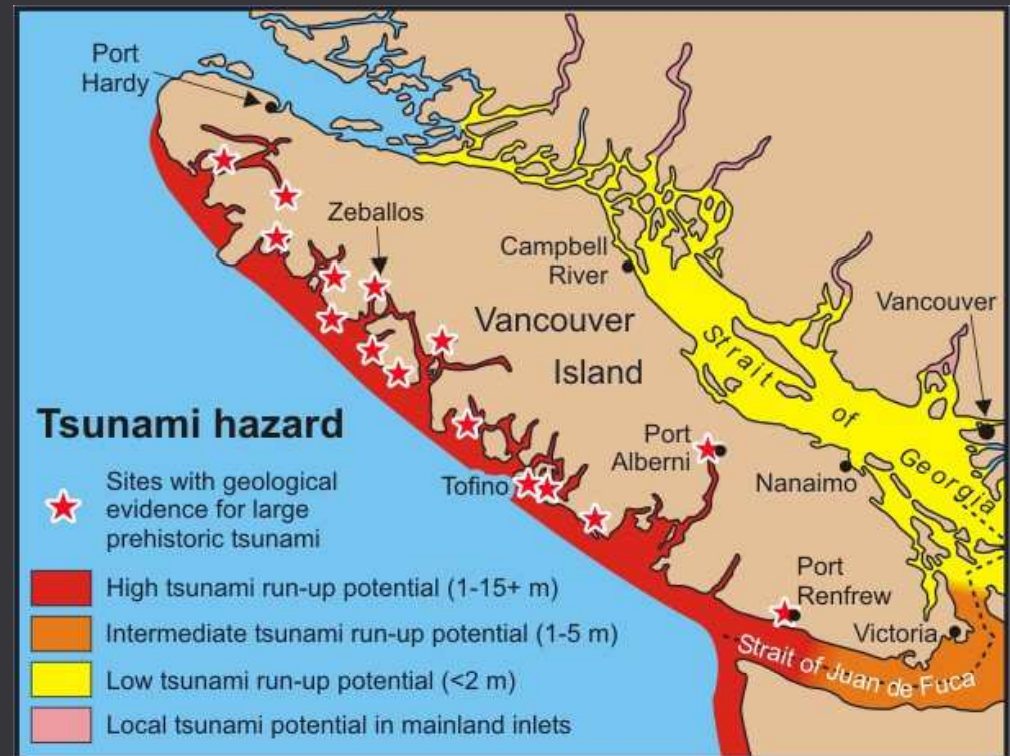 Port
Hardy
Zeballos
Campbell
River
Vancouver
Vancouver
Island
Strait of Georgia
Tsunami hazard
Port
Alberni
Nanaimo
Sites with geological
evidence for large
prehistoric tsunami
Tofino
High tsunami run-up potential (1-15+ m)
Port
Renfrew
Intermediate tsunami run-up potential (1-5 m)
Victoria
Strait of Juan de Fuca
Low tsunami run-up potential (<2 m)
Local tsunami potential in mainland inlets